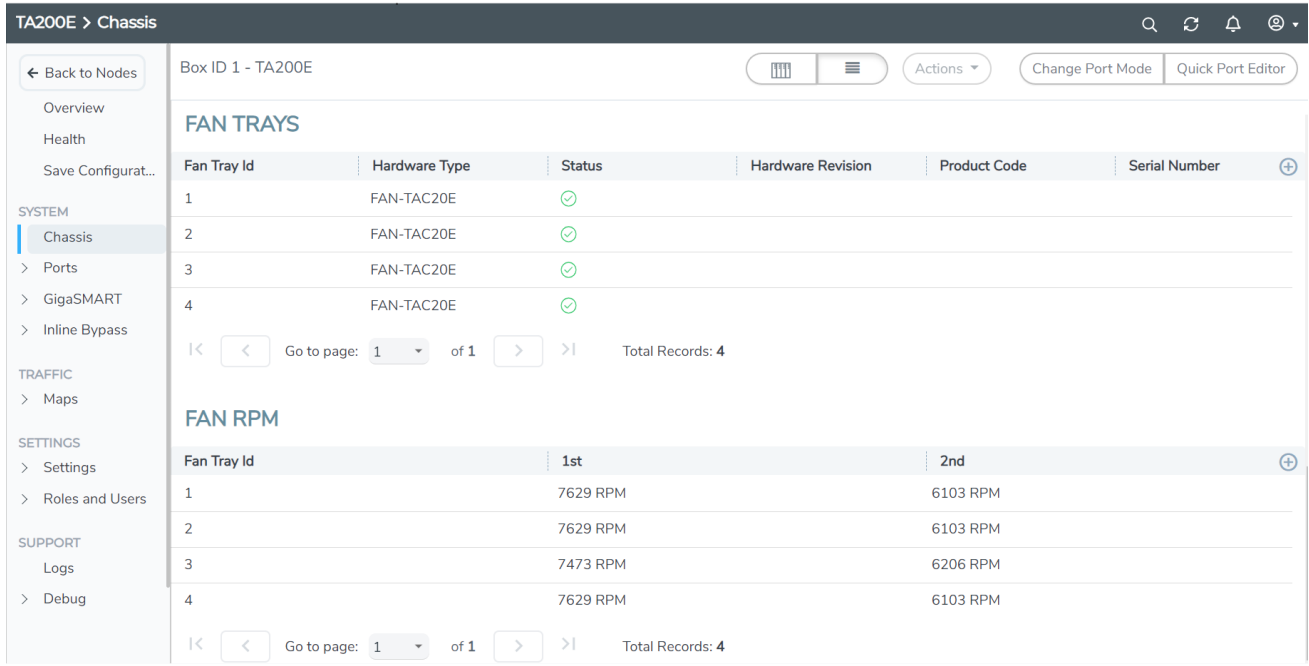 TA200E > Chassis
Back to Nodes
Overview
Health
Save Configurat...
SYSTEM
Chassis
Ports
GigaSMART
Inline Bypass
TRAFFIC
Maps
SETTINGS
Settings
Roles and Users
SUPPORT
Logs
Debug
Box ID 1 - TA200E
Actions
Change Port Mode
Quick Port Editor
FAN TRAYS
Fan Tray Id Hardware Type Status Hardware Revision Product Code Serial Number
1 FAN-TAC20E
2 FAN-TAC20E
3 FAN-TAC20E
4 FAN-TAC20E
Go to page: 1 of 1 Total Records: 4
FAN RPM
Fan Tray Id 1st 2nd
1 7629 RPM 6103 RPM
2 7629 RPM 6103 RPM
3 7473 RPM 6206 RPM
4 7629 RPM 6103 RPM
Go to page: 1 of 1 Total Records: 4